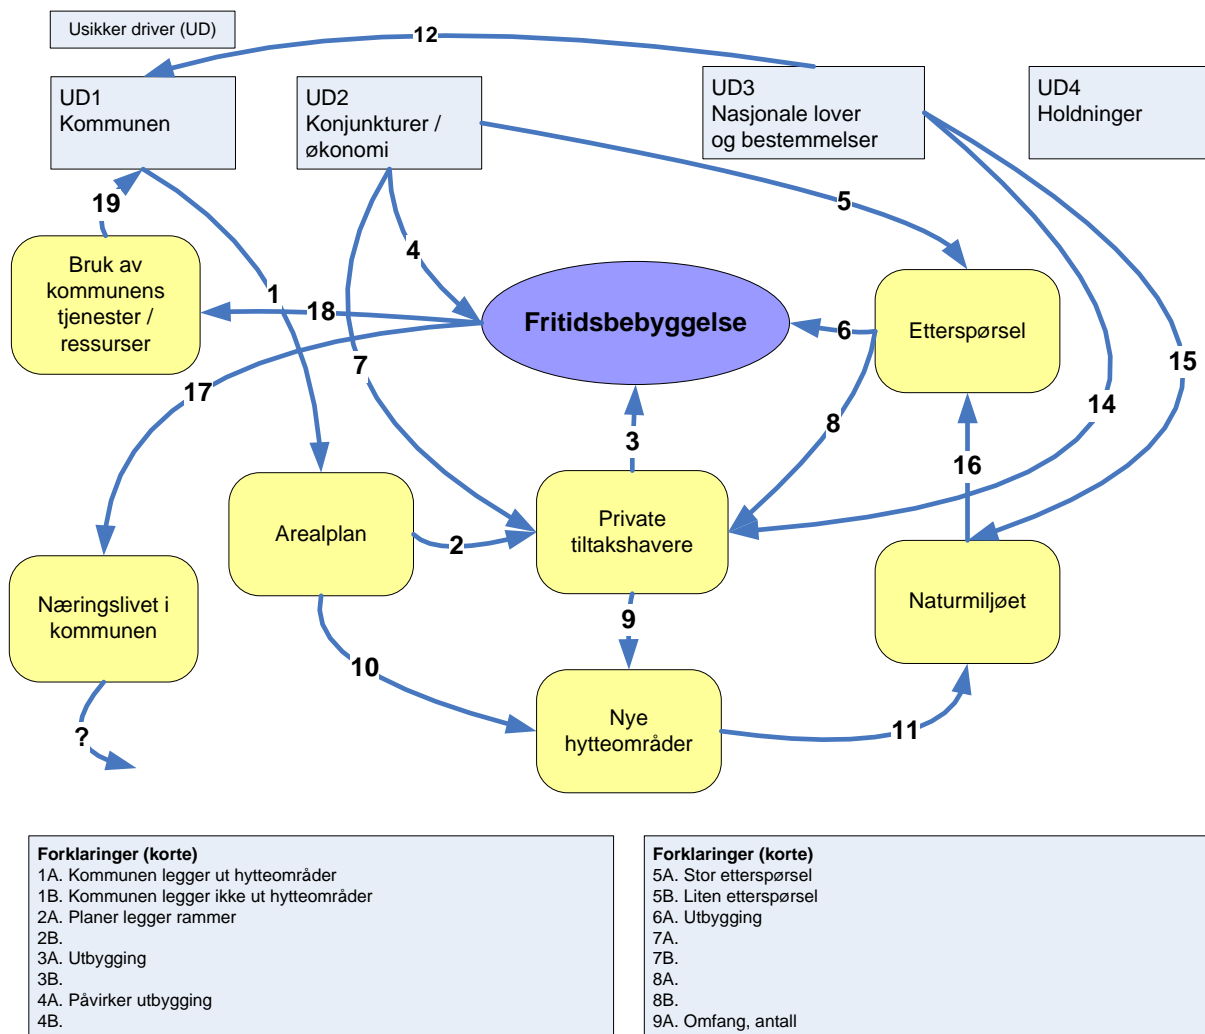 Usikker driver (UD)
12
UD1
Kommunen
UD2
Konjunkturer /
økonomi
UD3
Nasjonale lover
og bestemmelser
UD4
Holdninger
19
5
4
Bruk av
kommunens
tjenester /
ressurser
1
18
Fritidsbebyggelse
6
Etterspørsel
7
15
17
14
8
3
16
Arealplan
2
Private
tiltakshavere
Næringslivet i
kommunen
9
Naturmiljøet
10
?
Nye
hytteområder
11
Forklaringer (korte)
1A. Kommunen legger ut hytteområder
1B. Kommunen legger ikke ut hytteområder
2A. Planer legger rammer
2B.
3A. Utbygging
3B.
4A. Påvirker utbygging
4B.
Forklaringer (korte)
5A. Stor etterspørsel
5B. Liten etterspørsel
6A. Utbygging
7A.
7B.
8A.
8B.
9A. Omfang, antall